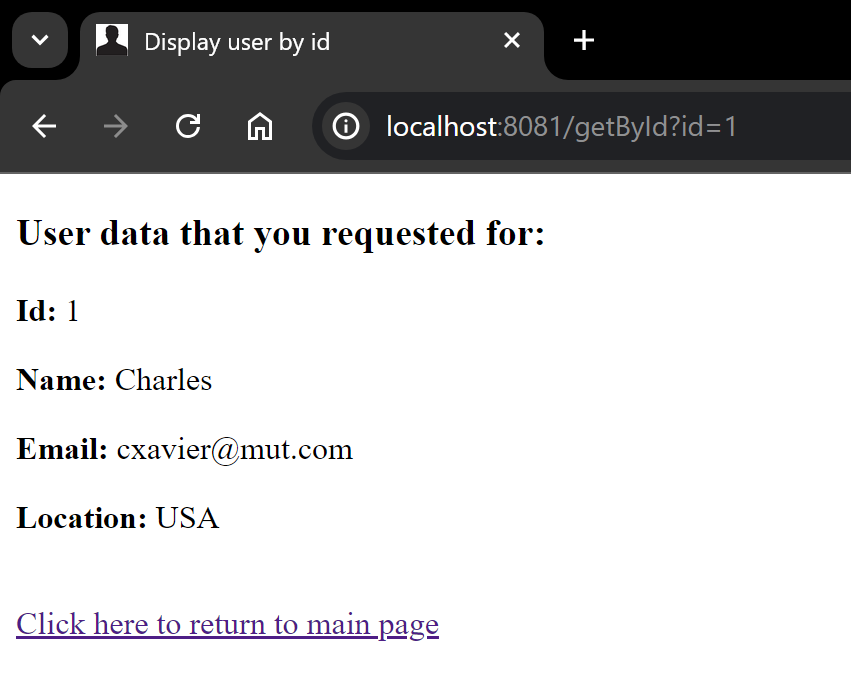 Display user by id
localhost:8081/getById?id=1
User data that you requested for:
Id: 1
Name: Charles
Email: cxavier@mut.com
Location: USA
Click here to return to main page